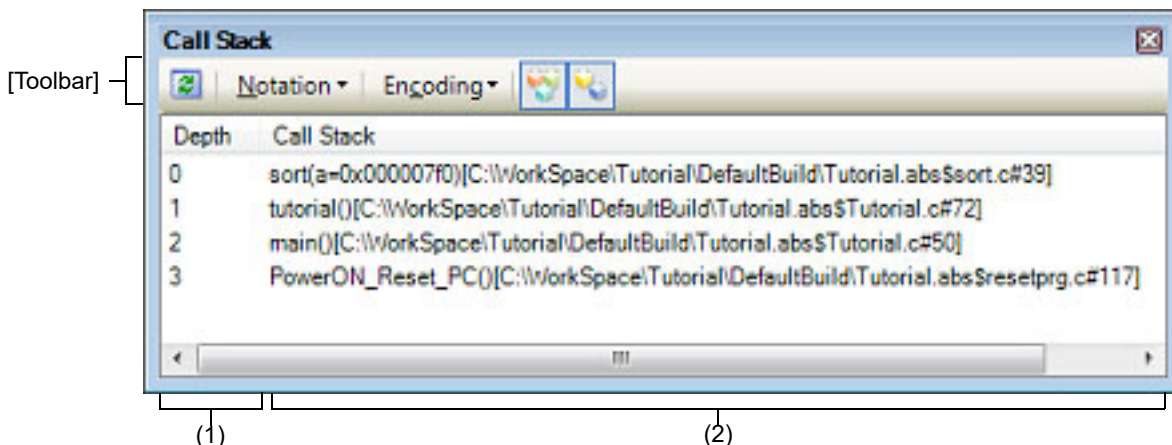 Call Stack
[Toolbar]
Notation Encoding
Depth Call Stack
0 sort(a=0x000007f0)[C:\WorkSpace\Tutorial\DefaultBuild\Tutorial.abs$sort.c#39]
1 tutorial()[C:\WorkSpace\Tutorial\DefaultBuild\Tutorial.abs$Tutorial.c#72]
2 main()[C:\WorkSpace\Tutorial\DefaultBuild\Tutorial.abs$Tutorial.c#50]
3 PowerON_Reset_PC()[C:\WorkSpace\Tutorial\DefaultBuild\Tutorial.abs$resetprg.c#117]
(1) (2)